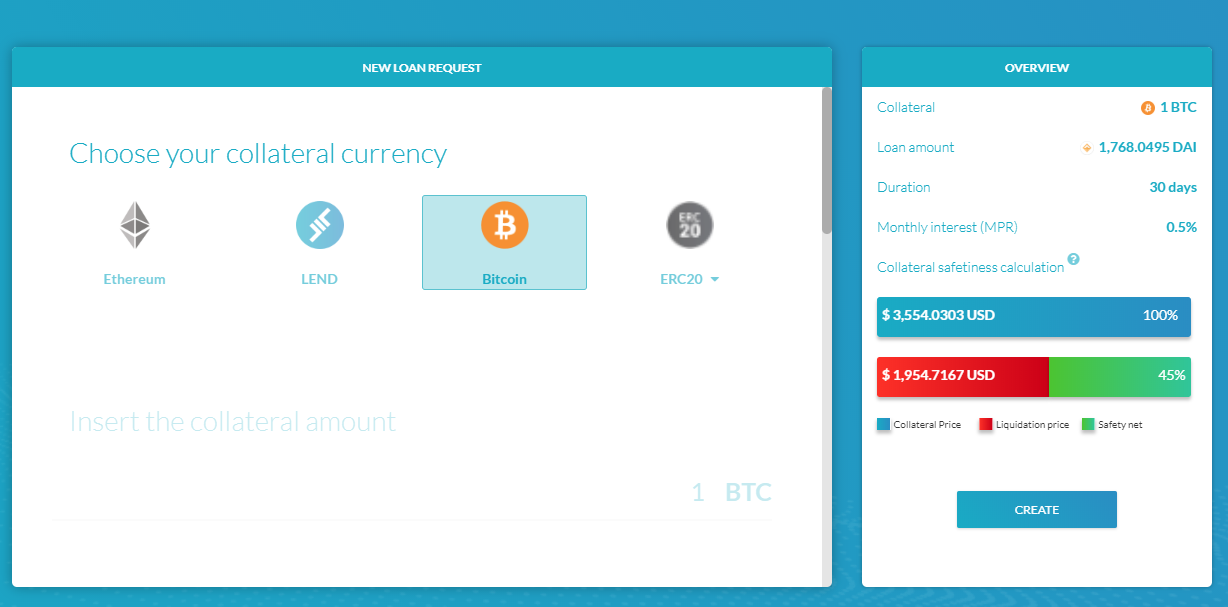 NEW LOAN REQUEST
Choose your collateral currency
Ethereum
LEND
Bitcoin
ERC
20
ERC20
Insert the collateral amount
1 BTC
OVERVIEW
Collateral 1 BTC
Loan amount 1,768.0495 DAI
Duration 30 days
Monthly interest (MPR) 0.5%
Collateral safetiness calculation ?
$ 3,554.0303 USD 100%
$ 1,954.7167 USD 45%
Collateral Price Liquidation price Safety net
CREATE